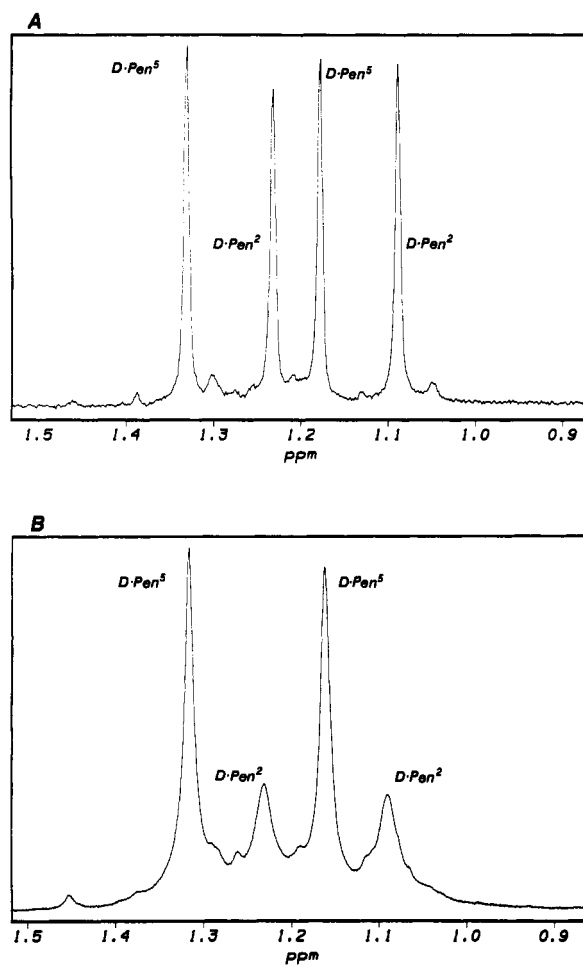 A
D·Pen⁵ D·Pen⁵
D·Pen² D·Pen²
1.5 1.4 1.3 1.2 1.1 1.0 0.9
ppm
B
D·Pen⁵ D·Pen⁵
D·Pen² D·Pen²
1.5 1.4 1.3 1.2 1.1 1.0 0.9
ppm